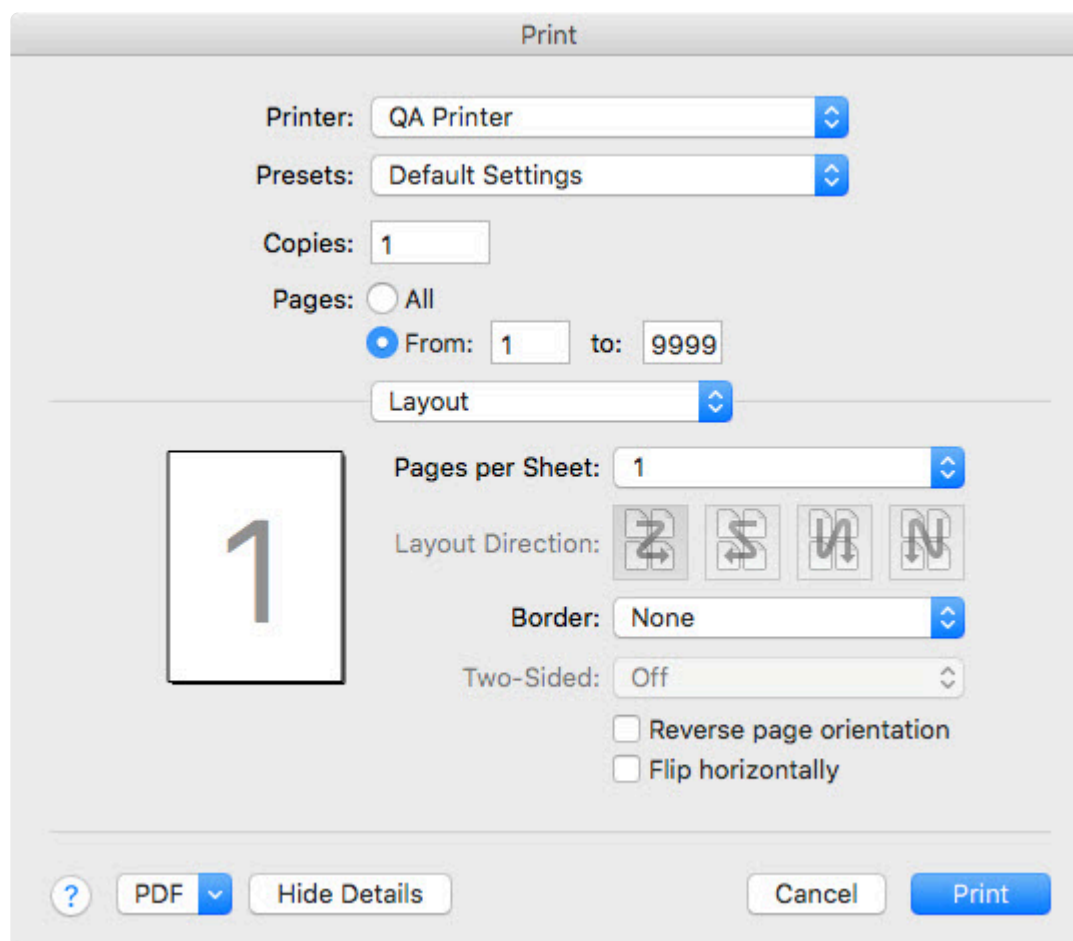 Print
Printer: QA Printer
Presets: Default Settings
Copies: 1
Pages: All
From: 1 to: 9999
Layout
1
Pages per Sheet: 1
Layout Direction:
Border: None
Two-Sided: Off
Reverse page orientation
Flip horizontally
? PDF Hide Details Cancel Print